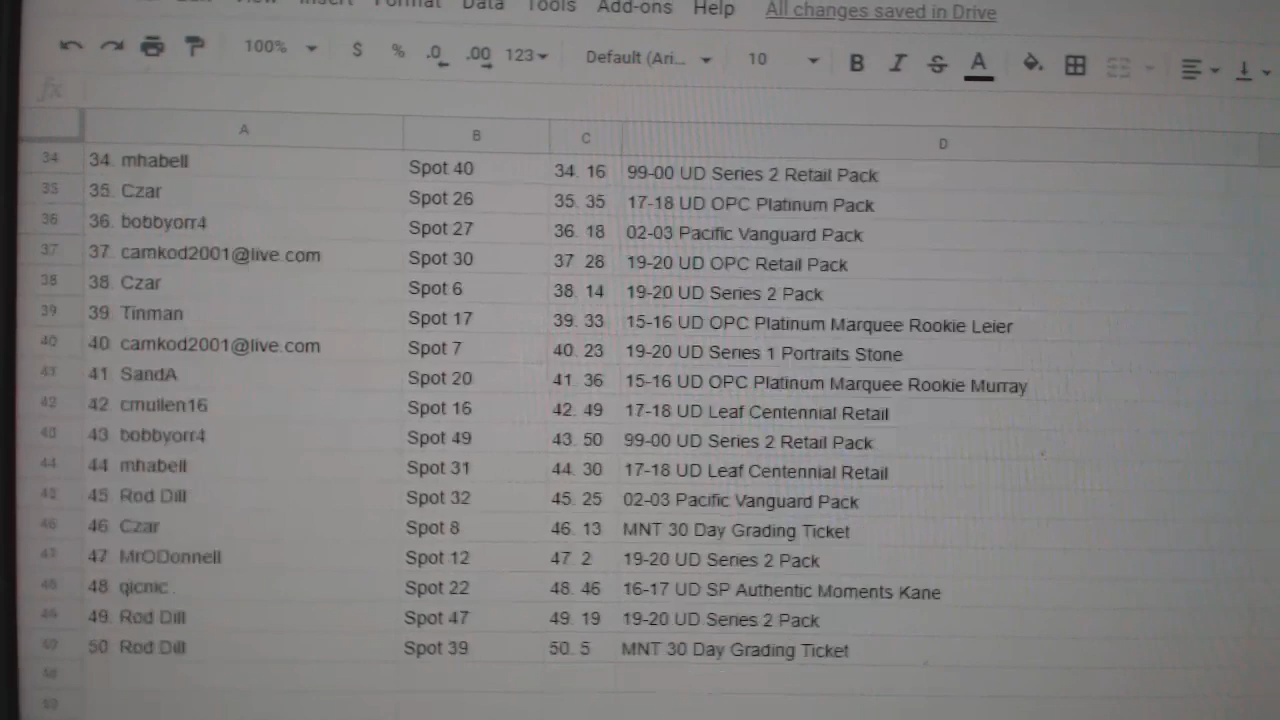 Format Data Tools Add-ons Help All changes saved in Drive
100% $ % .0 .00 123 Default (Ari... 10 B I S A
fx
A B C D
34 34. mhabell Spot 40 34. 16 99-00 UD Series 2 Retail Pack
35 35. Czar Spot 26 35. 35 17-18 UD OPC Platinum Pack
36 36. bobbyorr4 Spot 27 36. 18 02-03 Pacific Vanguard Pack
37 37. camkod2001@live.com Spot 30 37. 28 19-20 UD OPC Retail Pack
38 38. Czar Spot 6 38. 14 19-20 UD Series 2 Pack
39 39. Tinman Spot 17 39. 33 15-16 UD OPC Platinum Marquee Rookie Leier
40 40. camkod2001@live.com Spot 7 40. 23 19-20 UD Series 1 Portraits Stone
41 41. SandA Spot 20 41. 36 15-16 UD OPC Platinum Marquee Rookie Murray
42 42. cmullen16 Spot 16 42. 49 17-18 UD Leaf Centennial Retail
43 43. bobbyorr4 Spot 49 43. 50 99-00 UD Series 2 Retail Pack
44 44. mhabell Spot 31 44. 30 17-18 UD Leaf Centennial Retail
45 45. Rod Dill Spot 32 45. 25 02-03 Pacific Vanguard Pack
46 46. Czar Spot 8 46. 13 MNT 30 Day Grading Ticket
47 47. MrODonnell Spot 12 47. 2 19-20 UD Series 2 Pack
48 48. Spot 22 48. 46 16-17 UD SP Authentic Moments Kane
49 49. Rod Dill Spot 47 49. 19 19-20 UD Series 2 Pack
50 50. Rod Dill Spot 39 50. 5 MNT 30 Day Grading Ticket